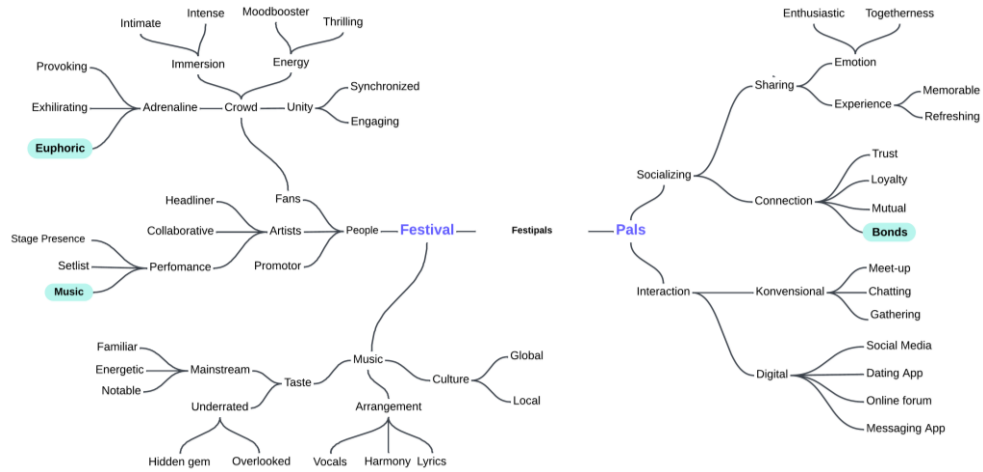 Intimate
Intense
Moodbooster
Thrilling
Immersion
Energy
Provoking
Exhilirating
Euphoric
Adrenaline
Crowd
Unity
Synchronized
Engaging
Fans
Headliner
Collaborative
Artists
People
Festival
Stage Presence
Setlist
Music
Perfomance
Promotor
Festipals
Pals
Enthusiastic
Togetherness
Emotion
Sharing
Experience
Memorable
Refreshing
Socializing
Connection
Trust
Loyalty
Mutual
Bonds
Interaction
Konvensional
Meet-up
Chatting
Gathering
Digital
Social Media
Dating App
Online forum
Messaging App
Music
Culture
Global
Local
Taste
Mainstream
Familiar
Energetic
Notable
Underrated
Hidden gem
Overlooked
Arrangement
Vocals
Harmony
Lyrics